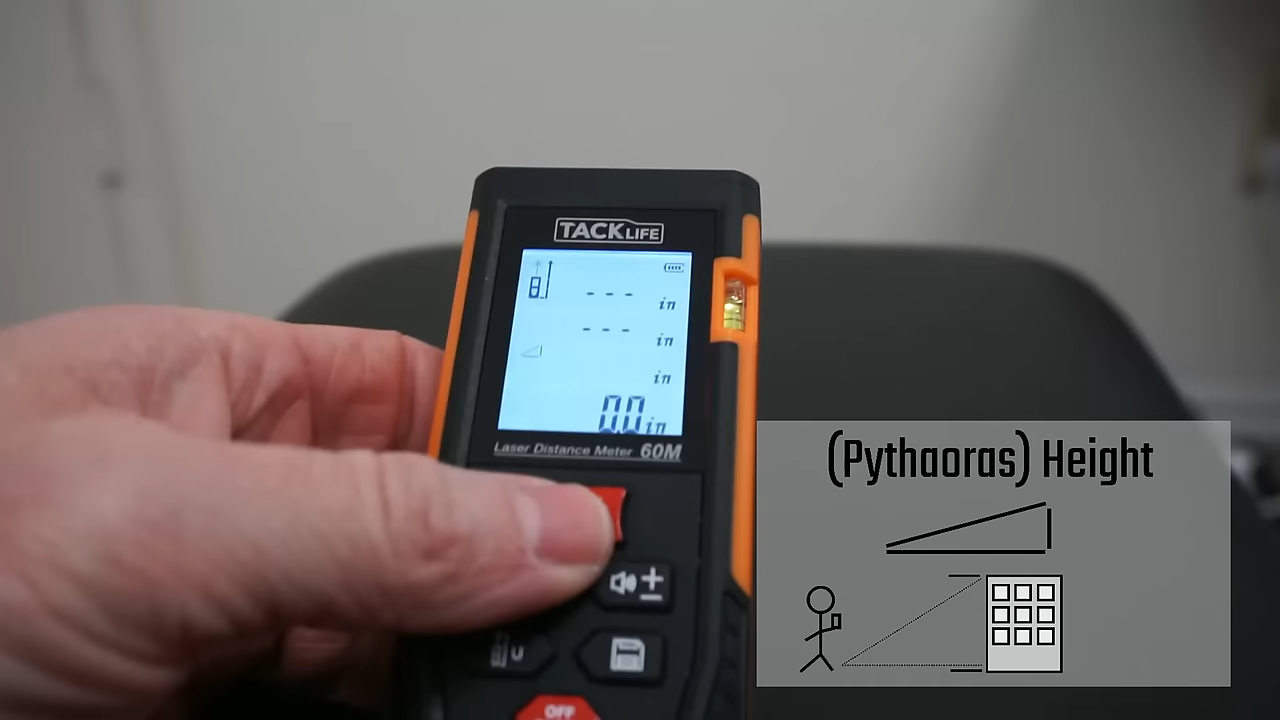 TACKLIFE
--- in
--- in
in
0.0 in
Laser Distance Meter 60M
OFF
(Pythaoras) Height